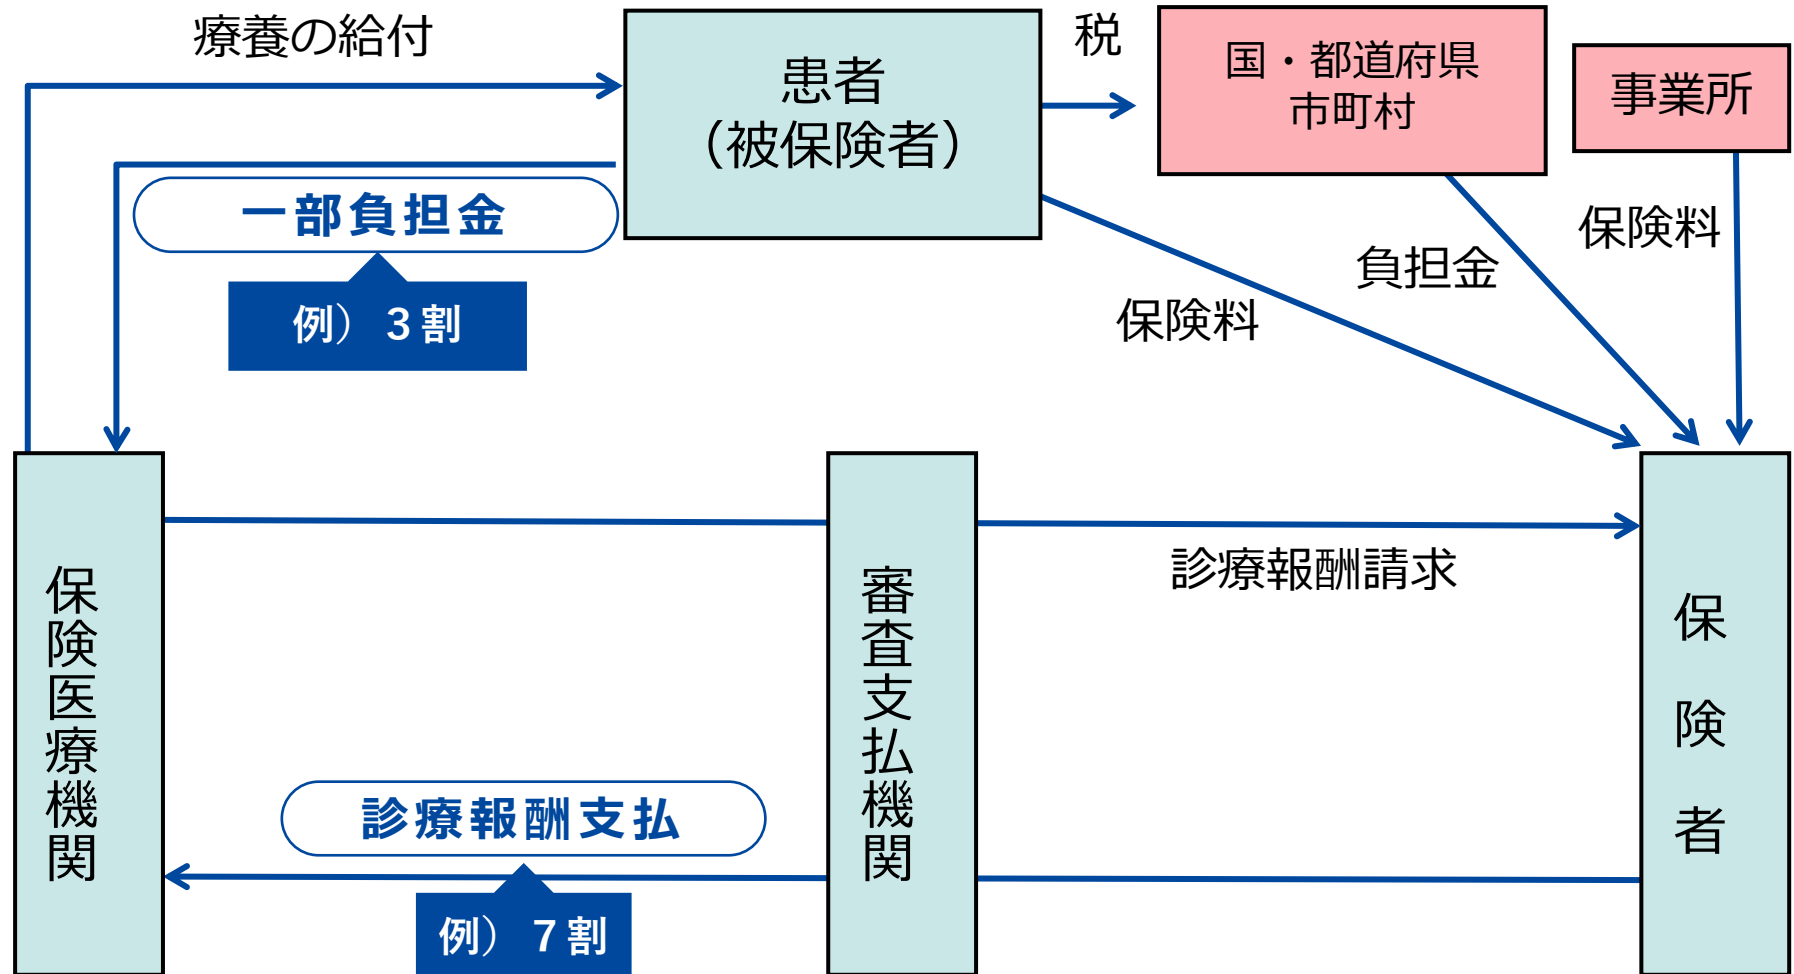 療養の給付
患者
（被保険者）
税
国・都道府県
市町村
事業所
一部負担金
例）３割
保険料
負担金
保険料
保険医療機関
審査支払機関
診療報酬請求
保険者
診療報酬支払
例）７割